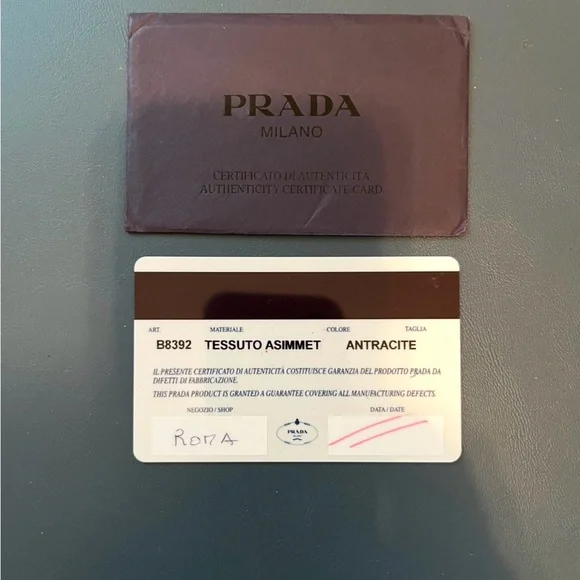 PRADA
MILANO
CERTIFICATO DI AUTENTICITÀ
AUTHENTICITY CERTIFICATE CARD
ART. MATERIALE COLORE TAGLIA
B8392 TESSUTO ASIMMET ANTRACITE
IL PRESENTE CERTIFICATO DI AUTENTICITÀ COSTITUISCE GARANZIA DEL PRODOTTO PRADA DA
DIFETTI DI FABBRICAZIONE.
THIS PRADA PRODUCT IS GRANTED A GUARANTEE COVERING ALL MANUFACTURING DEFECTS.
NEGOZIO / SHOP DATA / DATE
ROMA
PRADA